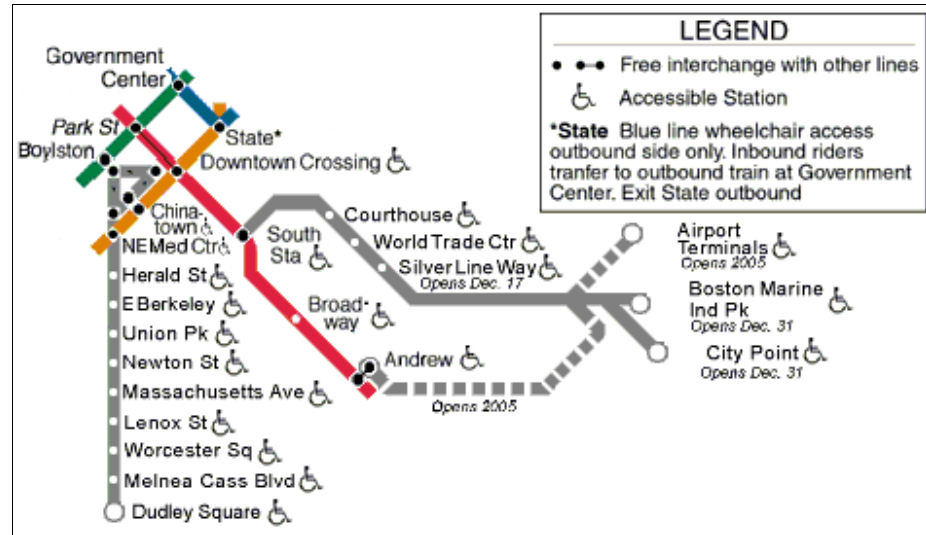 Government
Center
Park St
Boylston
State*
Downtown Crossing
China-
town
NEMed Ctr
Herald St
E Berkeley
Union Pk
Newton St
Massachusetts Ave
Lenox St
Worcester Sq
Melnea Cass Blvd
Dudley Square
South
Sta
Broad-
way
Andrew
Opens 2005
Courthouse
World Trade Ctr
Silver Line Way
Opens Dec. 17
Airport
Terminals
Opens 2005
Boston Marine
Ind Pk
Opens Dec. 31
City Point
Opens Dec. 31
LEGEND
Free interchange with other lines
Accessible Station
*State Blue line wheelchair access
outbound side only. Inbound riders
tranfer to outbound train at Government
Center. Exit State outbound